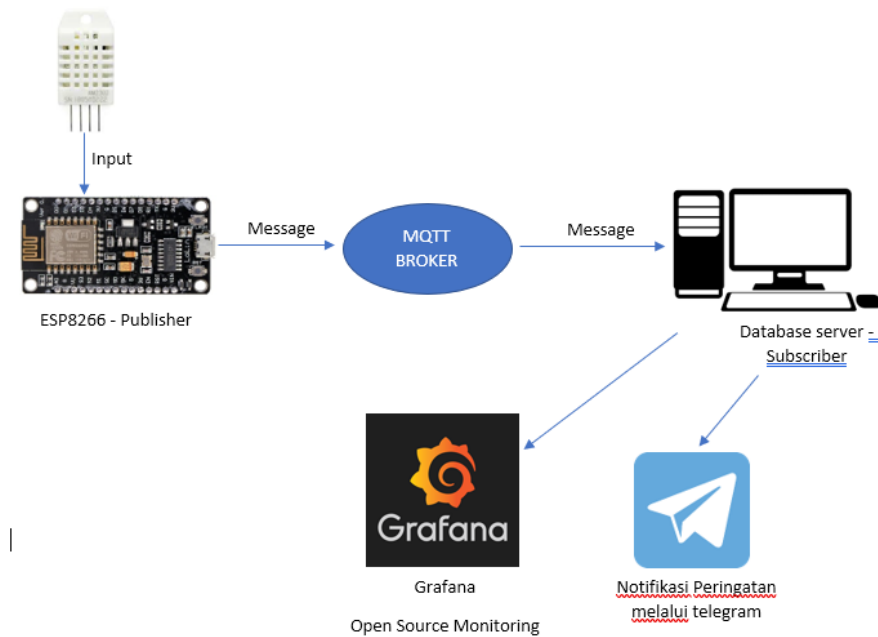 Input
Message
MQTT
BROKER
Message
ESP8266 - Publisher
Database server -
Subscriber
Grafana
Grafana
Open Source Monitoring
Notifikasi Peringatan
melalui telegram